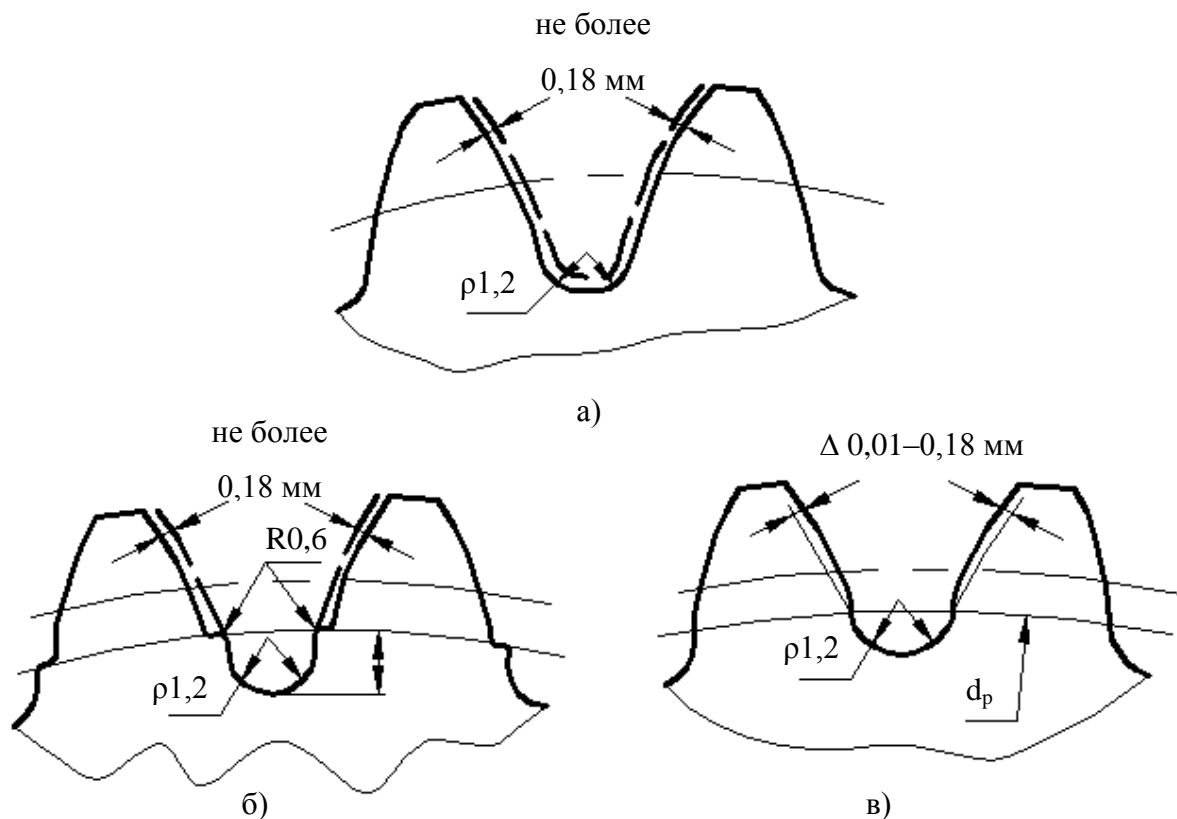 не более
0,18 мм
ρ1,2
а)
не более
0,18 мм
R0,6
ρ1,2
б)
Δ 0,01–0,18 мм
ρ1,2
dр
в)